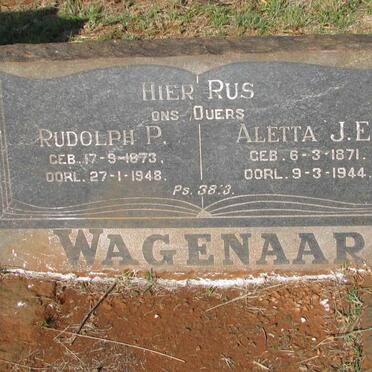 HIER RUS
ONS OUERS
RUDOLPH P.
GEB. 17-9-1873.
OORL. 27-1-1948.
ALETTA J.E.
GEB. 6-3-1871.
OORL. 9-3-1944.
Ps. 38:3.
WAGENAAR